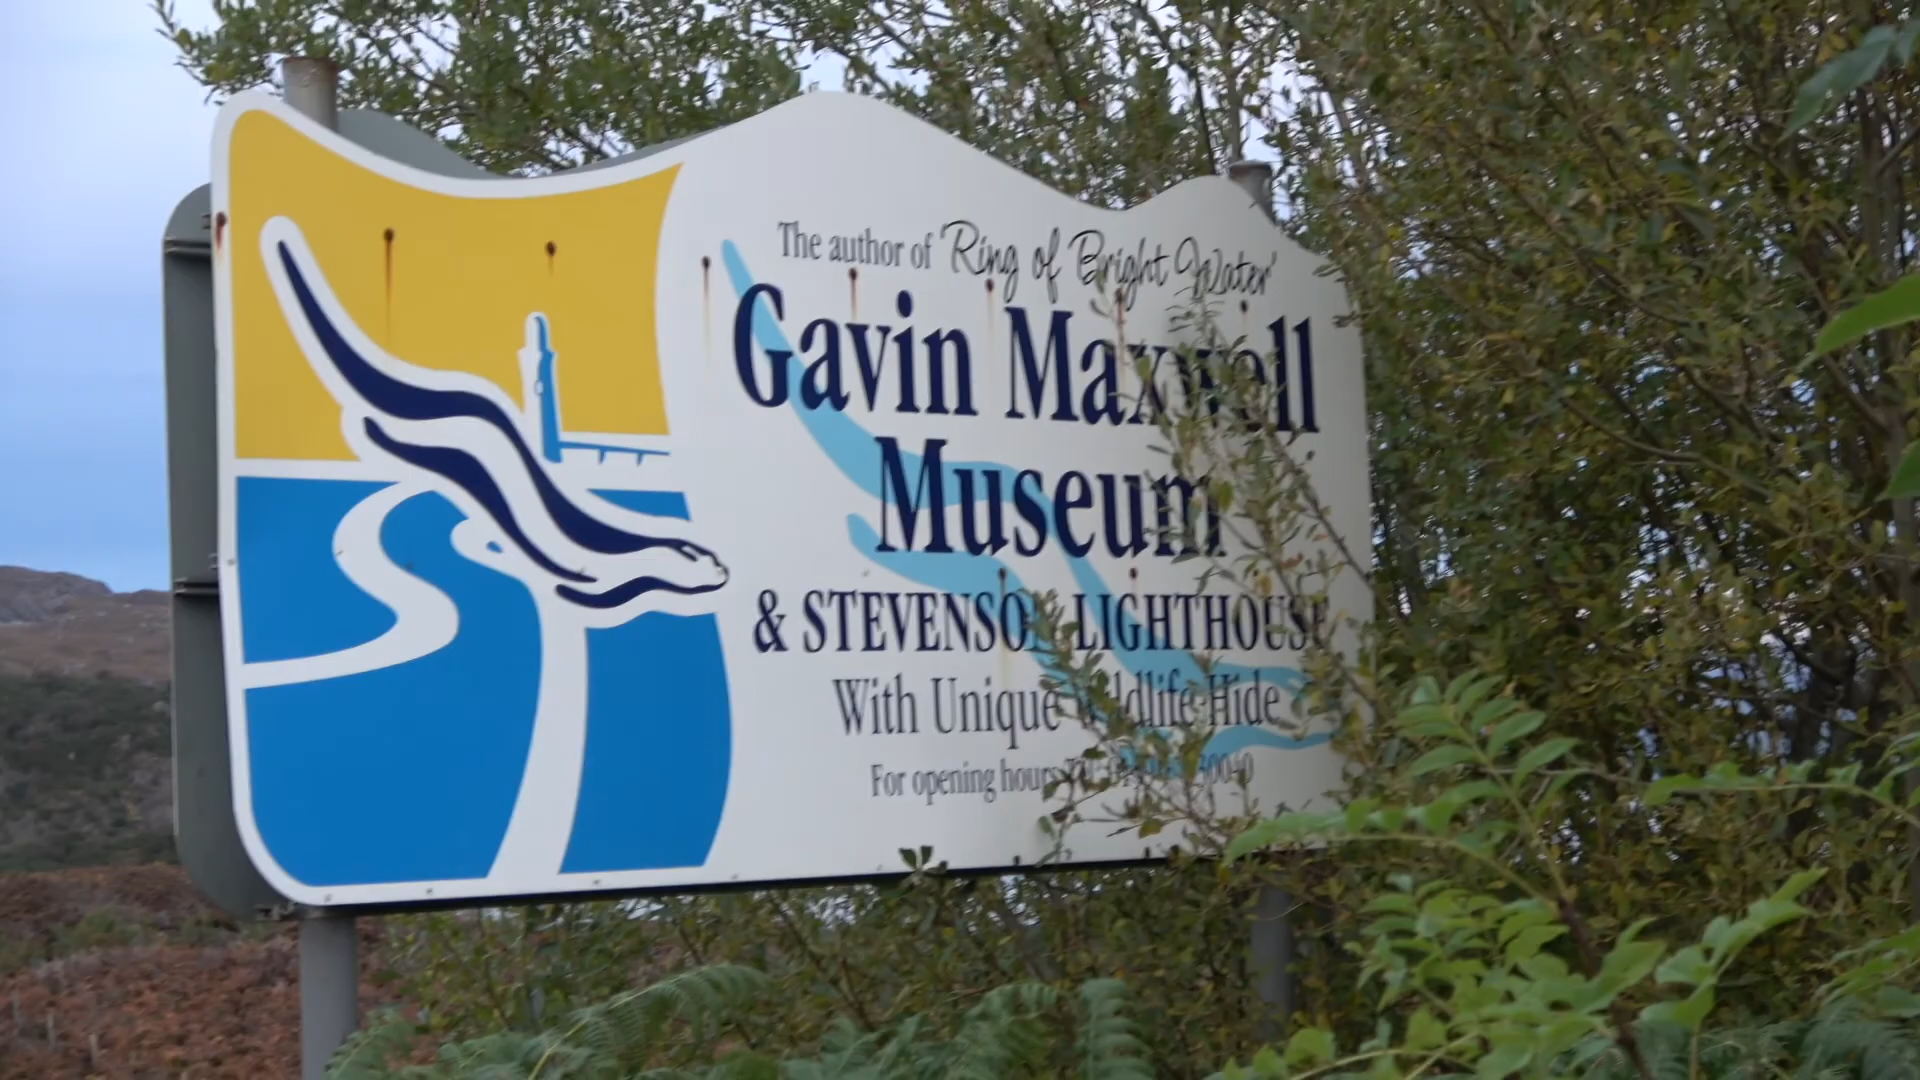 The author of 'Ring of Bright Water'
Gavin Maxwell
Museum
& STEVENSON LIGHTHOUSE
With Unique Wildlife Hide
For opening hours Tel: